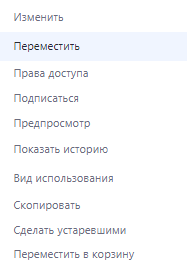 Изменить
Переместить
Права доступа
Подписаться
Предпросмотр
Показать историю
Вид использования
Скопировать
Сделать устаревшими
Переместить в корзину